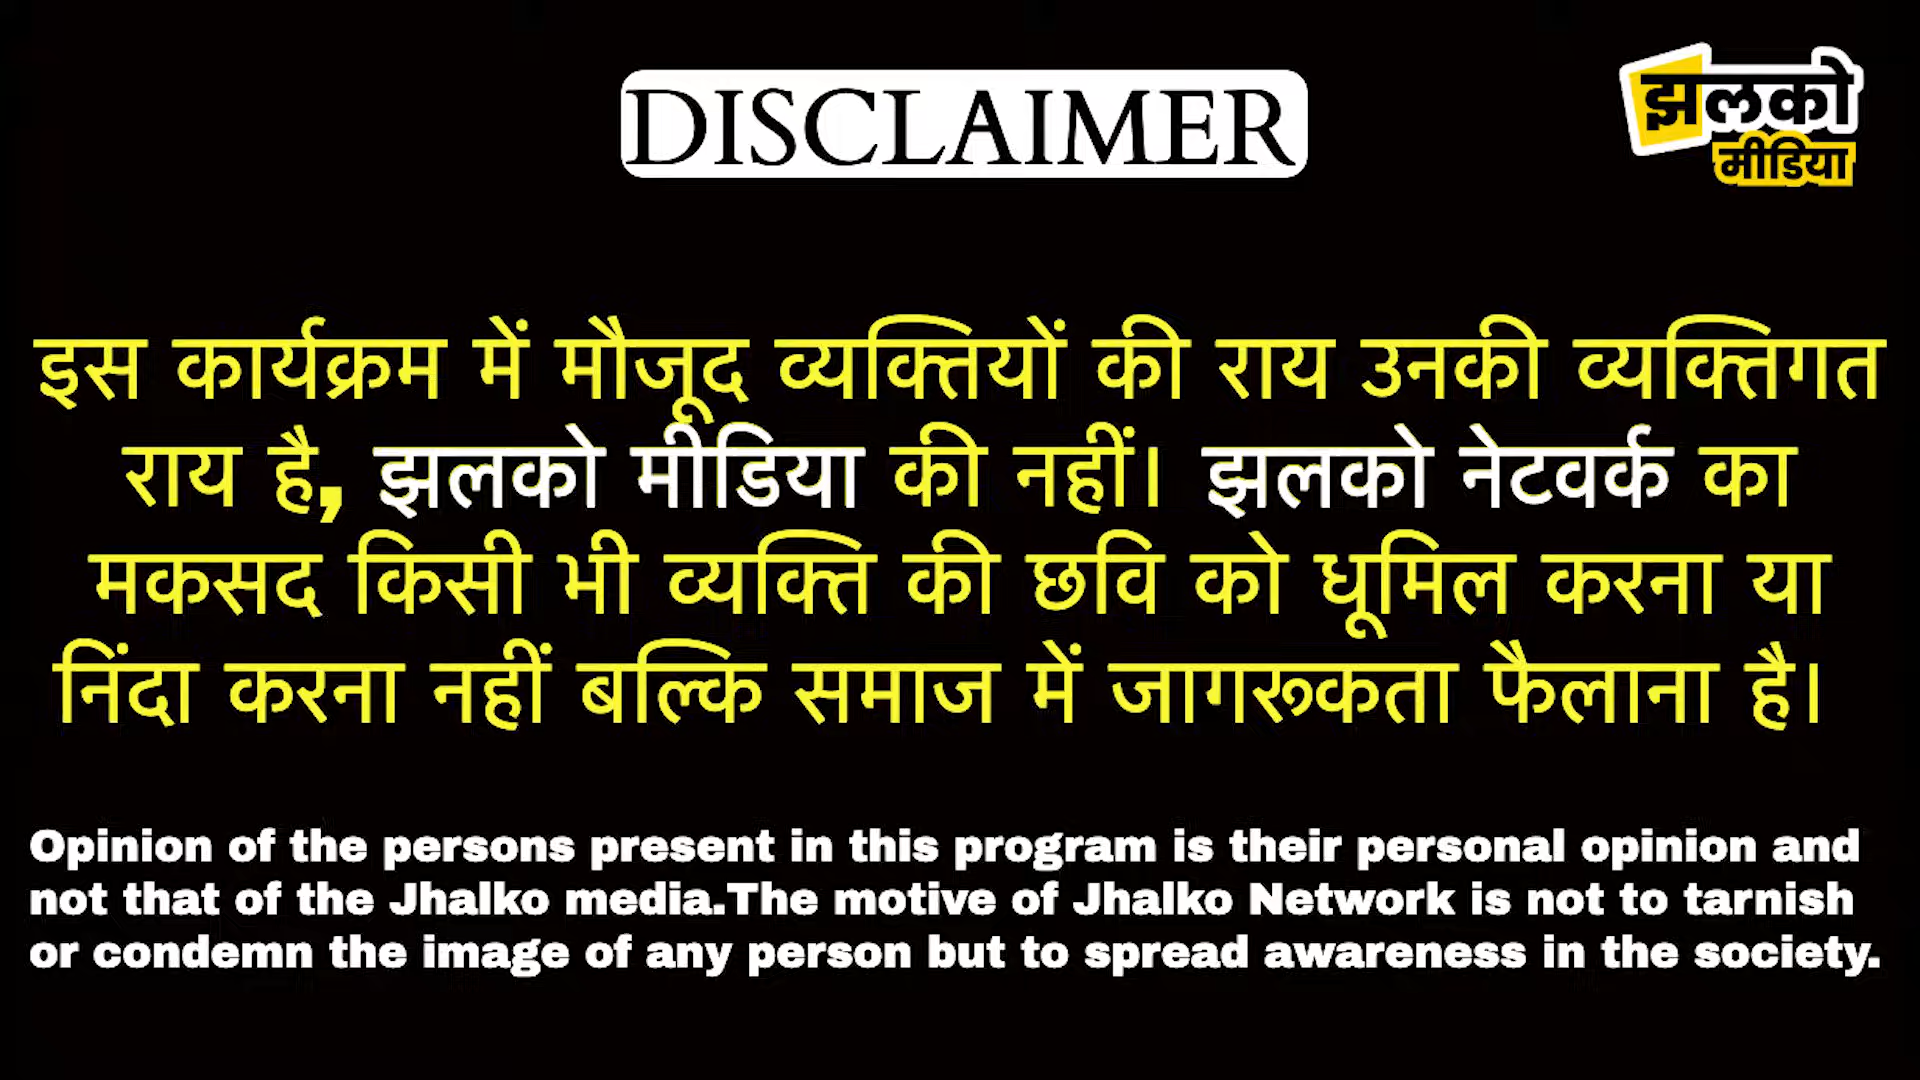 DISCLAIMER
झलको
मीडिया
इस कार्यक्रम में मौजूद व्यक्तियों की राय उनकी व्यक्तिगत
राय है, झलको मीडिया की नहीं। झलको नेटवर्क का
मकसद किसी भी व्यक्ति की छवि को धूमिल करना या
निंदा करना नहीं बल्कि समाज में जागरूकता फैलाना है।
Opinion of the persons present in this program is their personal opinion and
not that of the Jhalko media.The motive of Jhalko Network is not to tarnish
or condemn the image of any person but to spread awareness in the society.